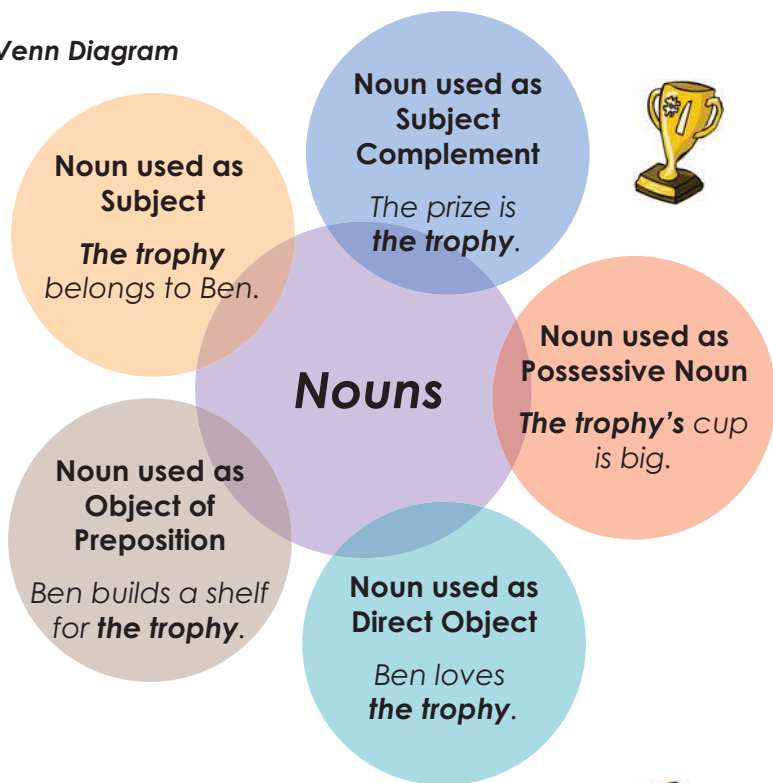 Venn Diagram
Noun used as
Subject
Complement
The prize is
the trophy.
Noun used as
Subject
The trophy
belongs to Ben.
Nouns
Noun used as
Possessive Noun
The trophy's cup
is big.
Noun used as
Object of
Preposition
Ben builds a shelf
for the trophy.
Noun used as
Direct Object
Ben loves
the trophy.